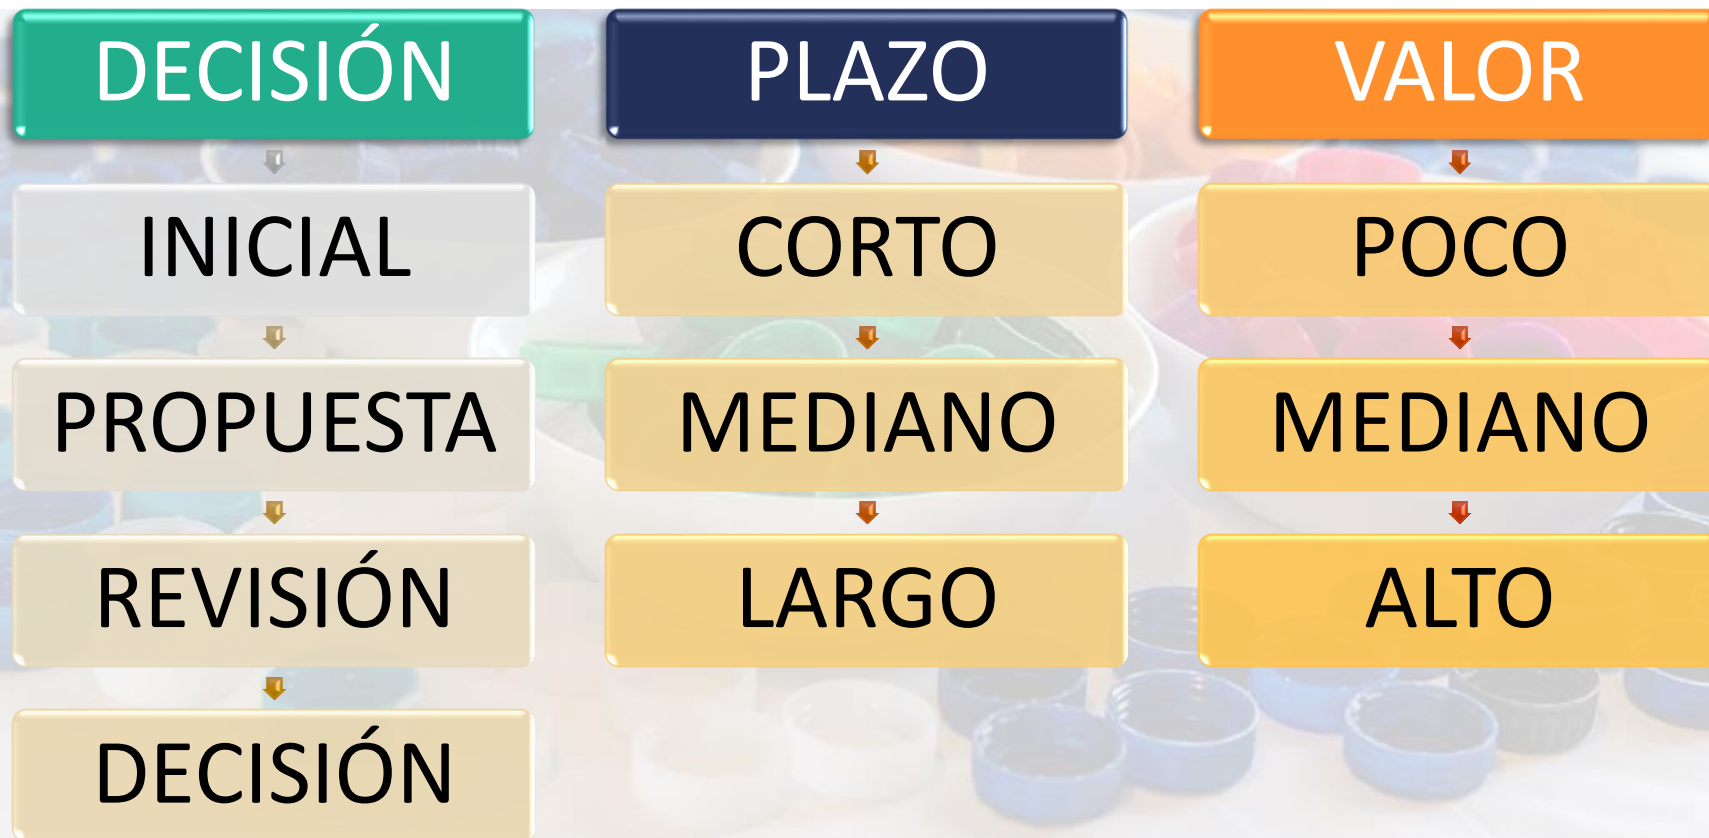 DECISIÓN
INICIAL
PROPUESTA
REVISIÓN
DECISIÓN
PLAZO
CORTO
MEDIANO
LARGO
VALOR
POCO
MEDIANO
ALTO